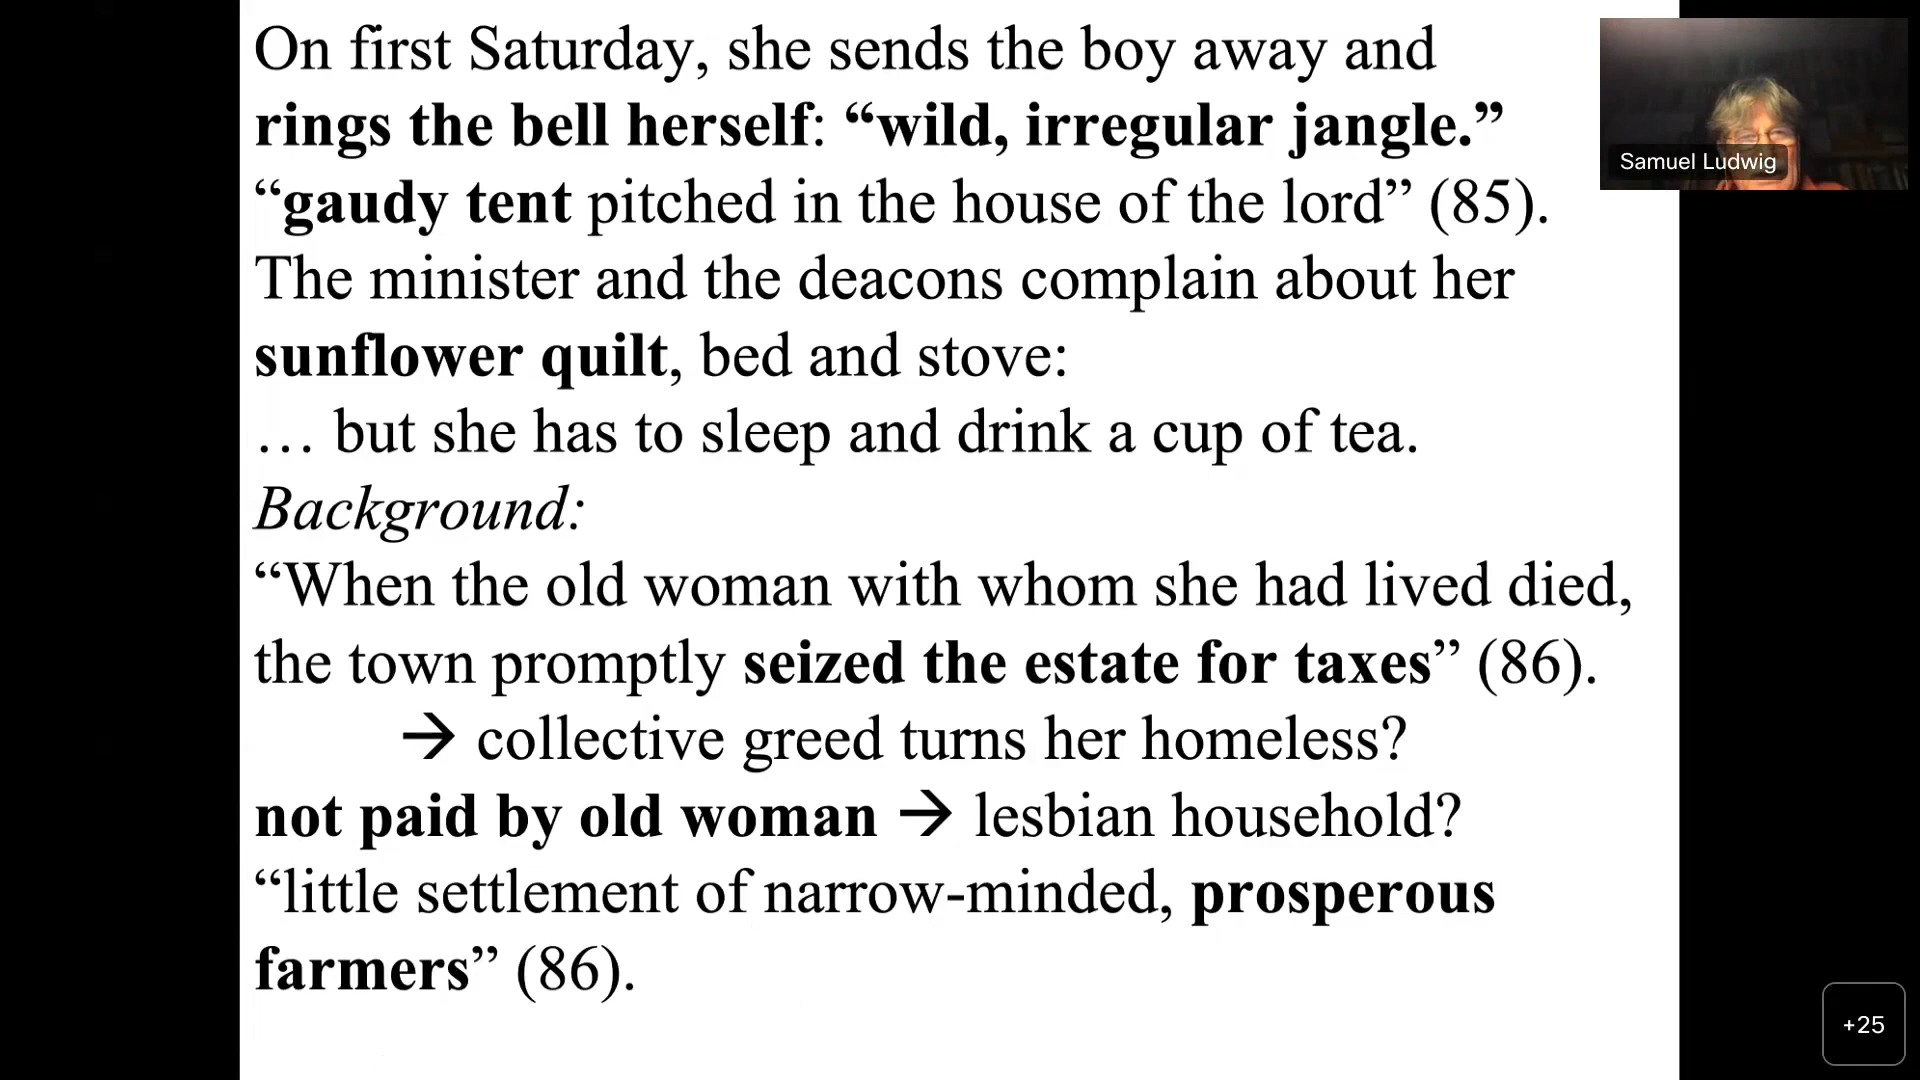 On first Saturday, she sends the boy away and
rings the bell herself: “wild, irregular jangle.”
“gaudy tent pitched in the house of the lord” (85).
The minister and the deacons complain about her
sunflower quilt, bed and stove:
… but she has to sleep and drink a cup of tea.
Background:
“When the old woman with whom she had lived died,
the town promptly seized the estate for taxes” (86).
→ collective greed turns her homeless?
not paid by old woman → lesbian household?
“little settlement of narrow-minded, prosperous
farmers” (86).
Samuel Ludwig
+25